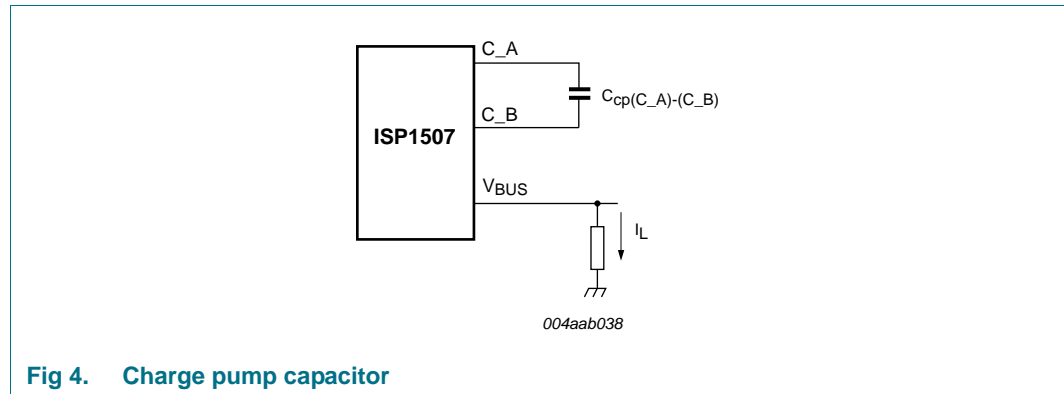 C_A
Ccp(C_A)-(C_B)
C_B
ISP1507
VBUS
IL
004aab038
Fig 4. Charge pump capacitor